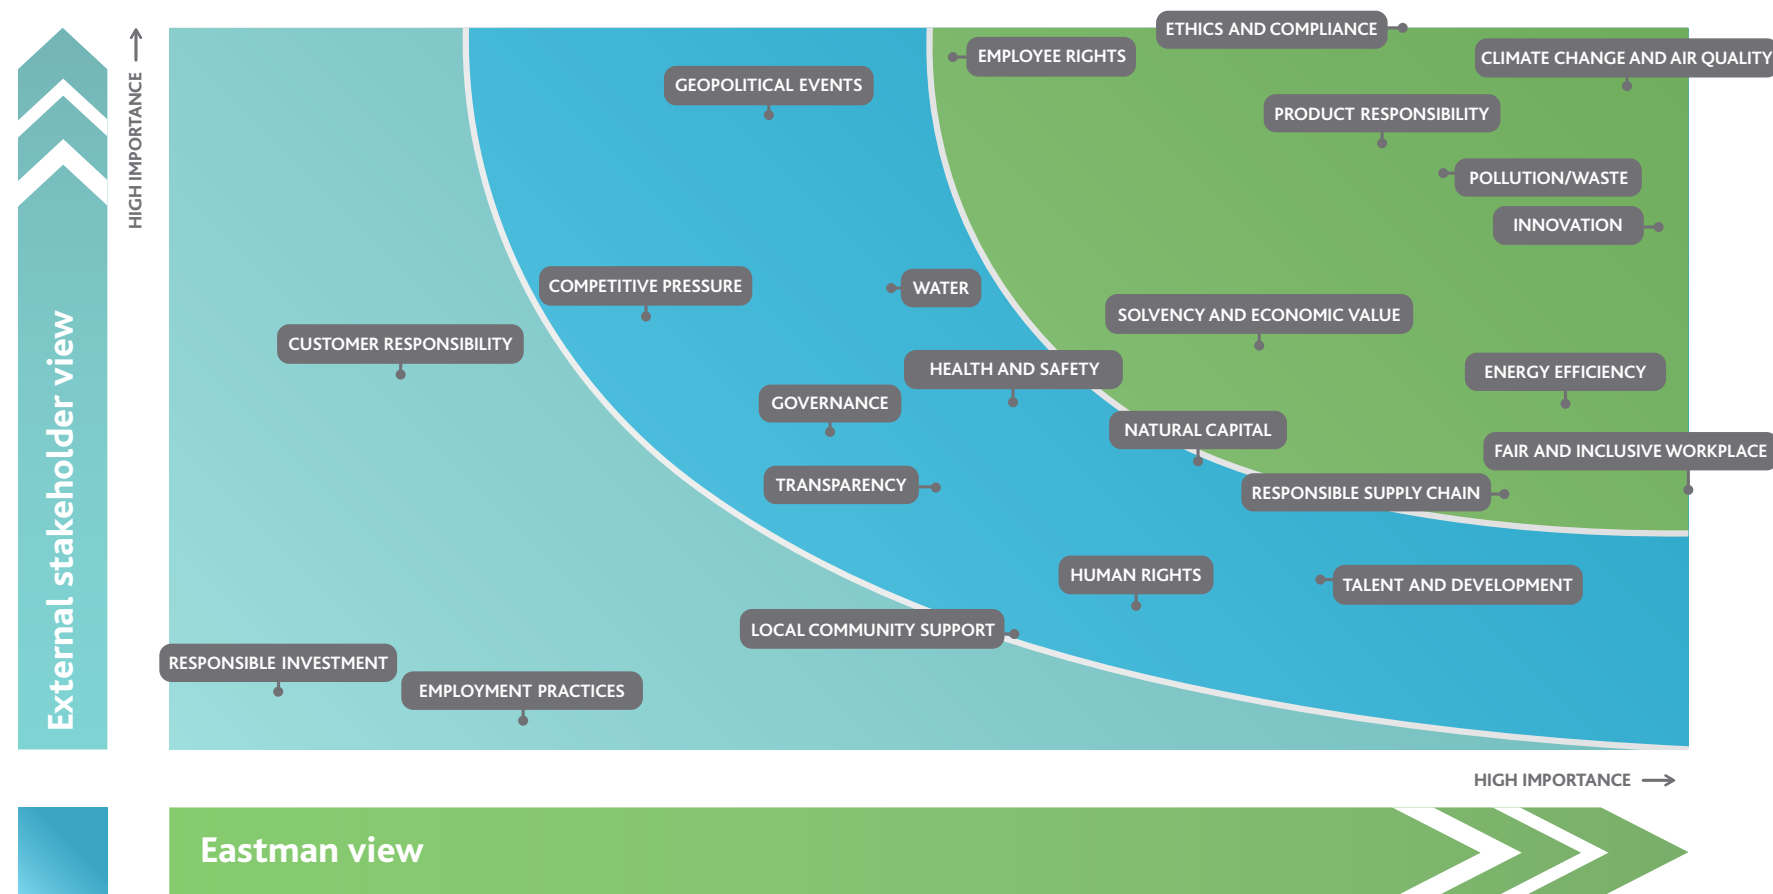 ETHICS AND COMPLIANCE
EMPLOYEE RIGHTS
CLIMATE CHANGE AND AIR QUALITY
GEOPOLITICAL EVENTS
PRODUCT RESPONSIBILITY
HIGH IMPORTANCE
POLLUTION/WASTE
INNOVATION
COMPETITIVE PRESSURE
WATER
SOLVENCY AND ECONOMIC VALUE
CUSTOMER RESPONSIBILITY
HEALTH AND SAFETY
ENERGY EFFICIENCY
GOVERNANCE
NATURAL CAPITAL
FAIR AND INCLUSIVE WORKPLACE
TRANSPARENCY
RESPONSIBLE SUPPLY CHAIN
External stakeholder view
HUMAN RIGHTS
TALENT AND DEVELOPMENT
LOCAL COMMUNITY SUPPORT
RESPONSIBLE INVESTMENT
EMPLOYMENT PRACTICES
HIGH IMPORTANCE
Eastman view